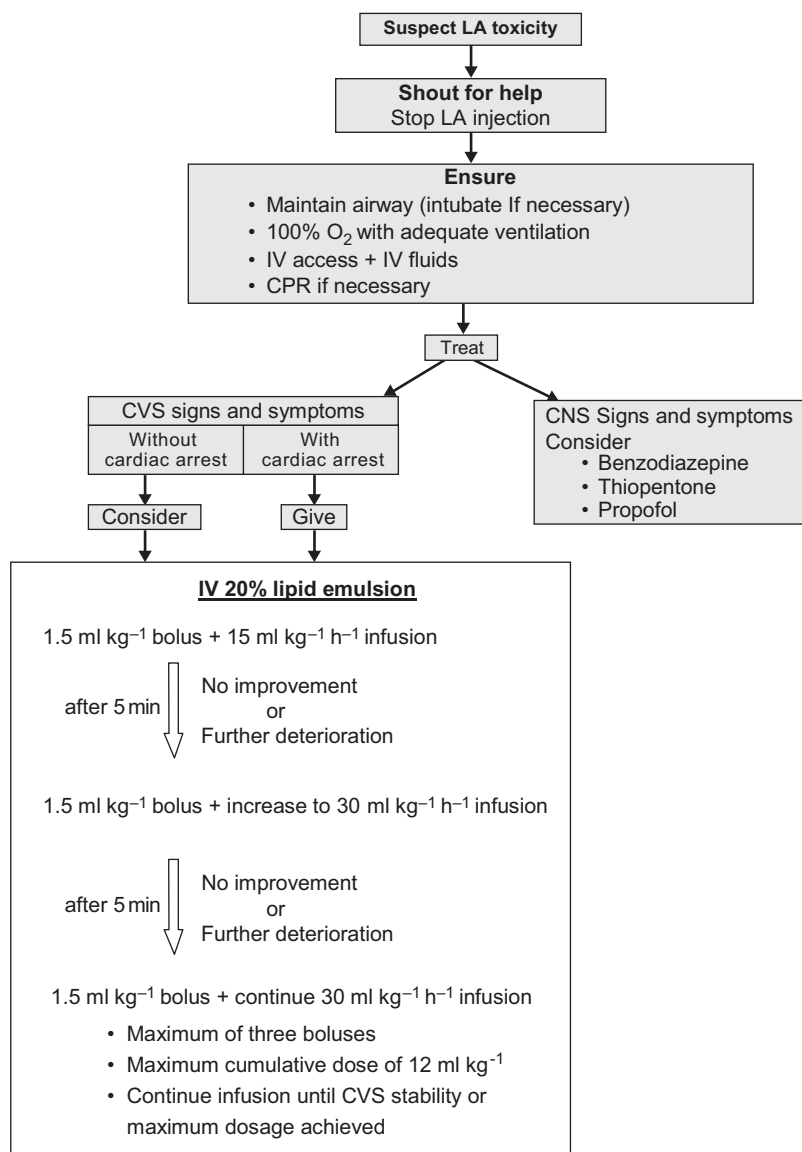 Suspect LA toxicity
Shout for help
Stop LA injection
Ensure
• Maintain airway (intubate If necessary)
• 100% O₂ with adequate ventilation
• IV access + IV fluids
• CPR if necessary
Treat
CVS signs and symptoms
Without
cardiac arrest
With
cardiac arrest
CNS Signs and symptoms
Consider
• Benzodiazepine
• Thiopentone
• Propofol
Consider
Give
IV 20% lipid emulsion
1.5 ml kg⁻¹ bolus + 15 ml kg⁻¹ h⁻¹ infusion
after 5 min
No improvement
or
Further deterioration
1.5 ml kg⁻¹ bolus + increase to 30 ml kg⁻¹ h⁻¹ infusion
after 5 min
No improvement
or
Further deterioration
1.5 ml kg⁻¹ bolus + continue 30 ml kg⁻¹ h⁻¹ infusion
• Maximum of three boluses
• Maximum cumulative dose of 12 ml kg⁻¹
• Continue infusion until CVS stability or
maximum dosage achieved